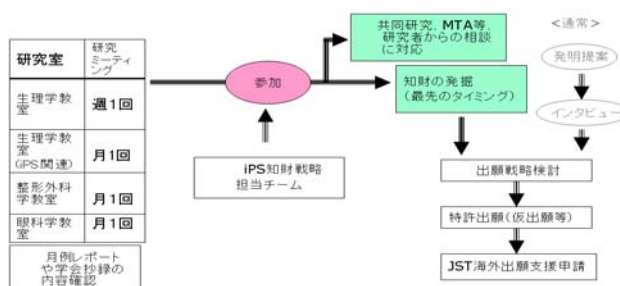 共同研究、MTA等、
研究者からの相談
に対応
<通常>
発明提案
研究室
研究
ミーティ
ング
参加
知財の発掘
(最先のタイミング)
生理学教
室
週1回
インタビュー
生理学教
室
(iPS関連)
月1回
iPS知財戦略
担当チーム
出願戦略検討
整形外科
学教室
月1回
特許出願(仮出願等)
眼科学教
室
月1回
月例レポート
や学会抄録の
内容確認
JST海外出願支援申請